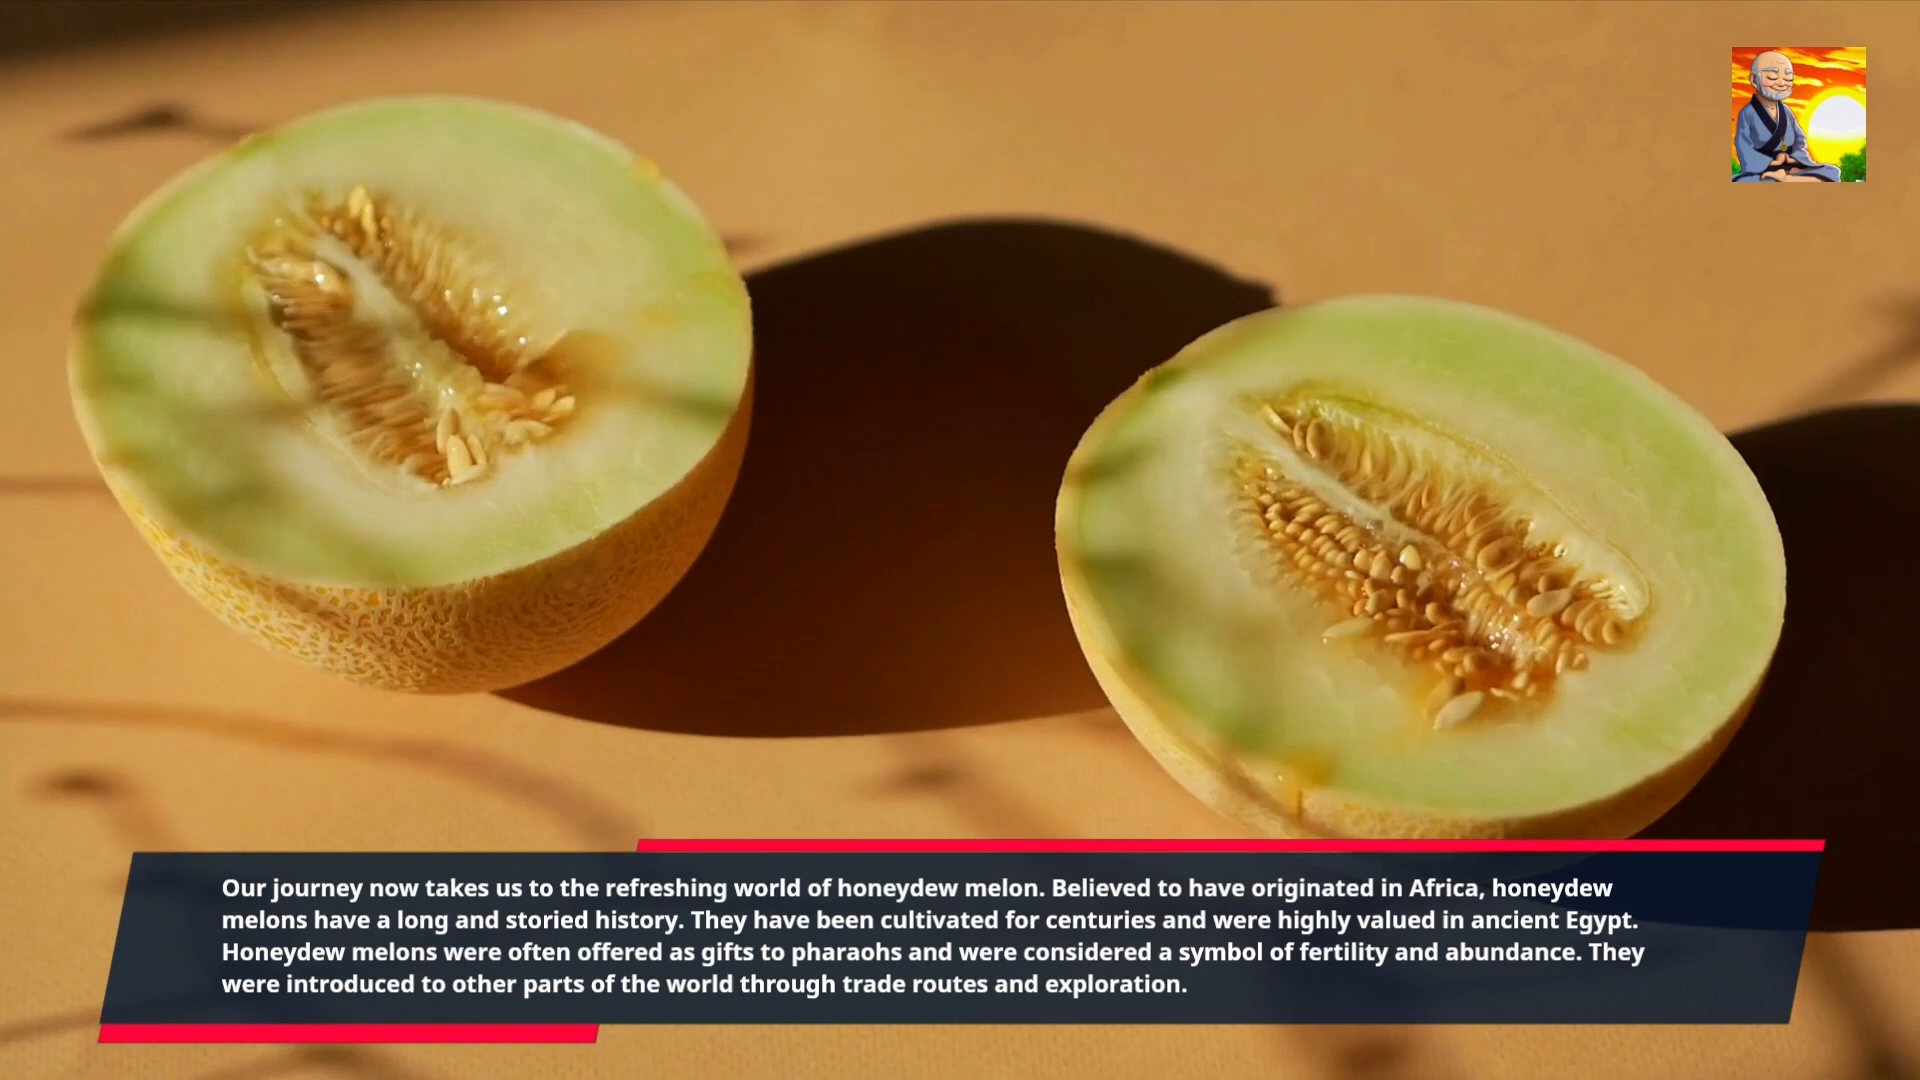 Our journey now takes us to the refreshing world of honeydew melon. Believed to have originated in Africa, honeydew
melons have a long and storied history. They have been cultivated for centuries and were highly valued in ancient Egypt.
Honeydew melons were often offered as gifts to pharaohs and were considered a symbol of fertility and abundance. They
were introduced to other parts of the world through trade routes and exploration.